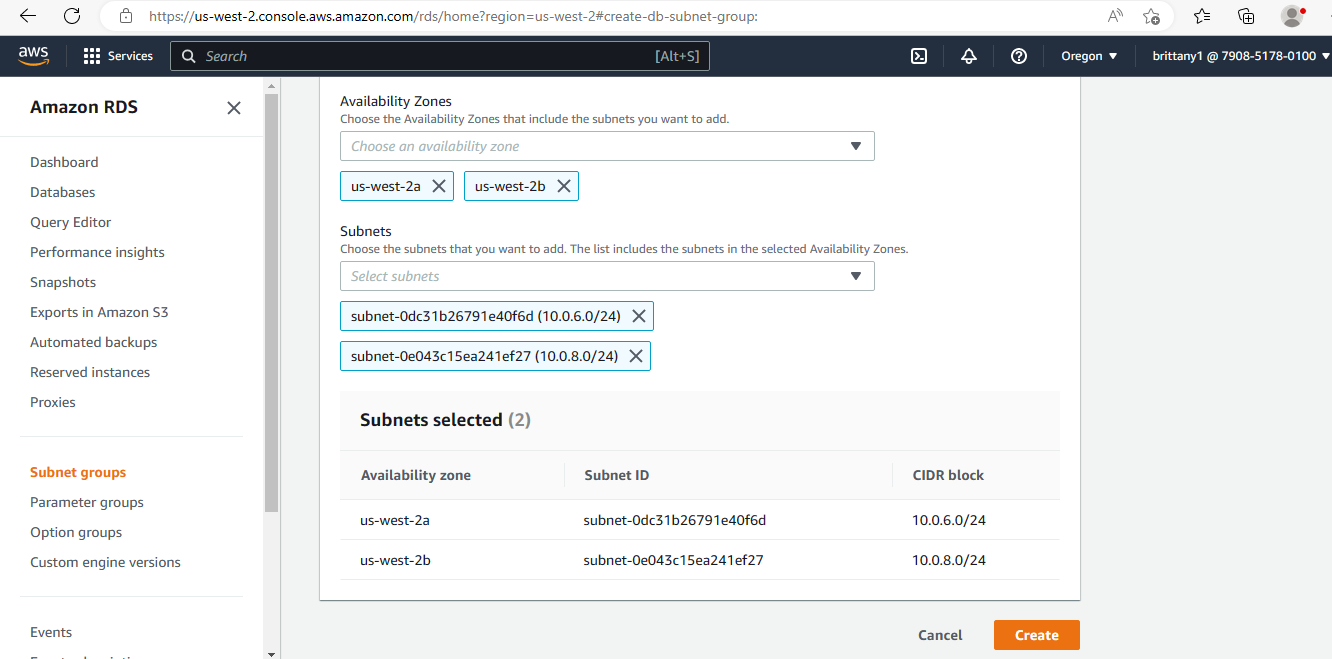 https://us-west-2.console.aws.amazon.com/rds/home?region=us-west-2#create-db-subnet-group:
aws
Services
Search
[Alt+S]
Oregon
brittany1 @ 7908-5178-0100
Amazon RDS
Dashboard
Databases
Query Editor
Performance insights
Snapshots
Exports in Amazon S3
Automated backups
Reserved instances
Proxies
Subnet groups
Parameter groups
Option groups
Custom engine versions
Events
Availability Zones
Choose the Availability Zones that include the subnets you want to add.
Choose an availability zone
us-west-2a
us-west-2b
Subnets
Choose the subnets that you want to add. The list includes the subnets in the selected Availability Zones.
Select subnets
subnet-0dc31b26791e40f6d (10.0.6.0/24)
subnet-0e043c15ea241ef27 (10.0.8.0/24)
Subnets selected (2)
Availability zone Subnet ID CIDR block
us-west-2a subnet-0dc31b26791e40f6d 10.0.6.0/24
us-west-2b subnet-0e043c15ea241ef27 10.0.8.0/24
Cancel
Create